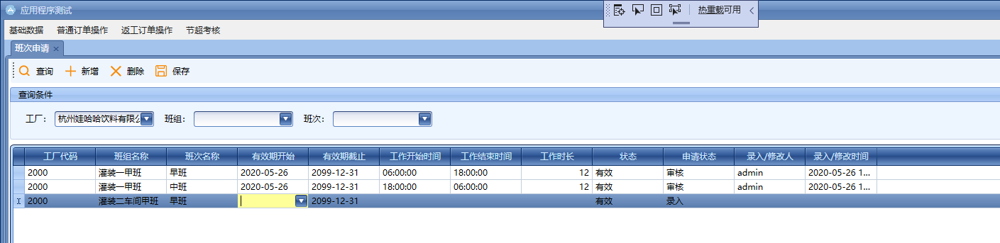 应用程序测试
热重载可用
基础数据 普通订单操作 返工订单操作 节超考核
班次申请
查询 新增 删除 保存
查询条件
工厂： 杭州娃哈哈饮料有限公 班组： 班次：
工厂代码 班组名称 班次名称 有效期开始 有效期截止 工作开始时间 工作结束时间 工作时长 状态 申请状态 录入/修改人 录入/修改时间
2000 灌装一甲班 早班 2020-05-26 2099-12-31 06:00:00 18:00:00 12 有效 审核 admin 2020-05-26 1...
2000 灌装一甲班 中班 2020-05-26 2099-12-31 18:00:00 06:00:00 12 有效 审核 admin 2020-05-26 1...
2000 灌装二车间甲班 早班 2099-12-31 有效 录入